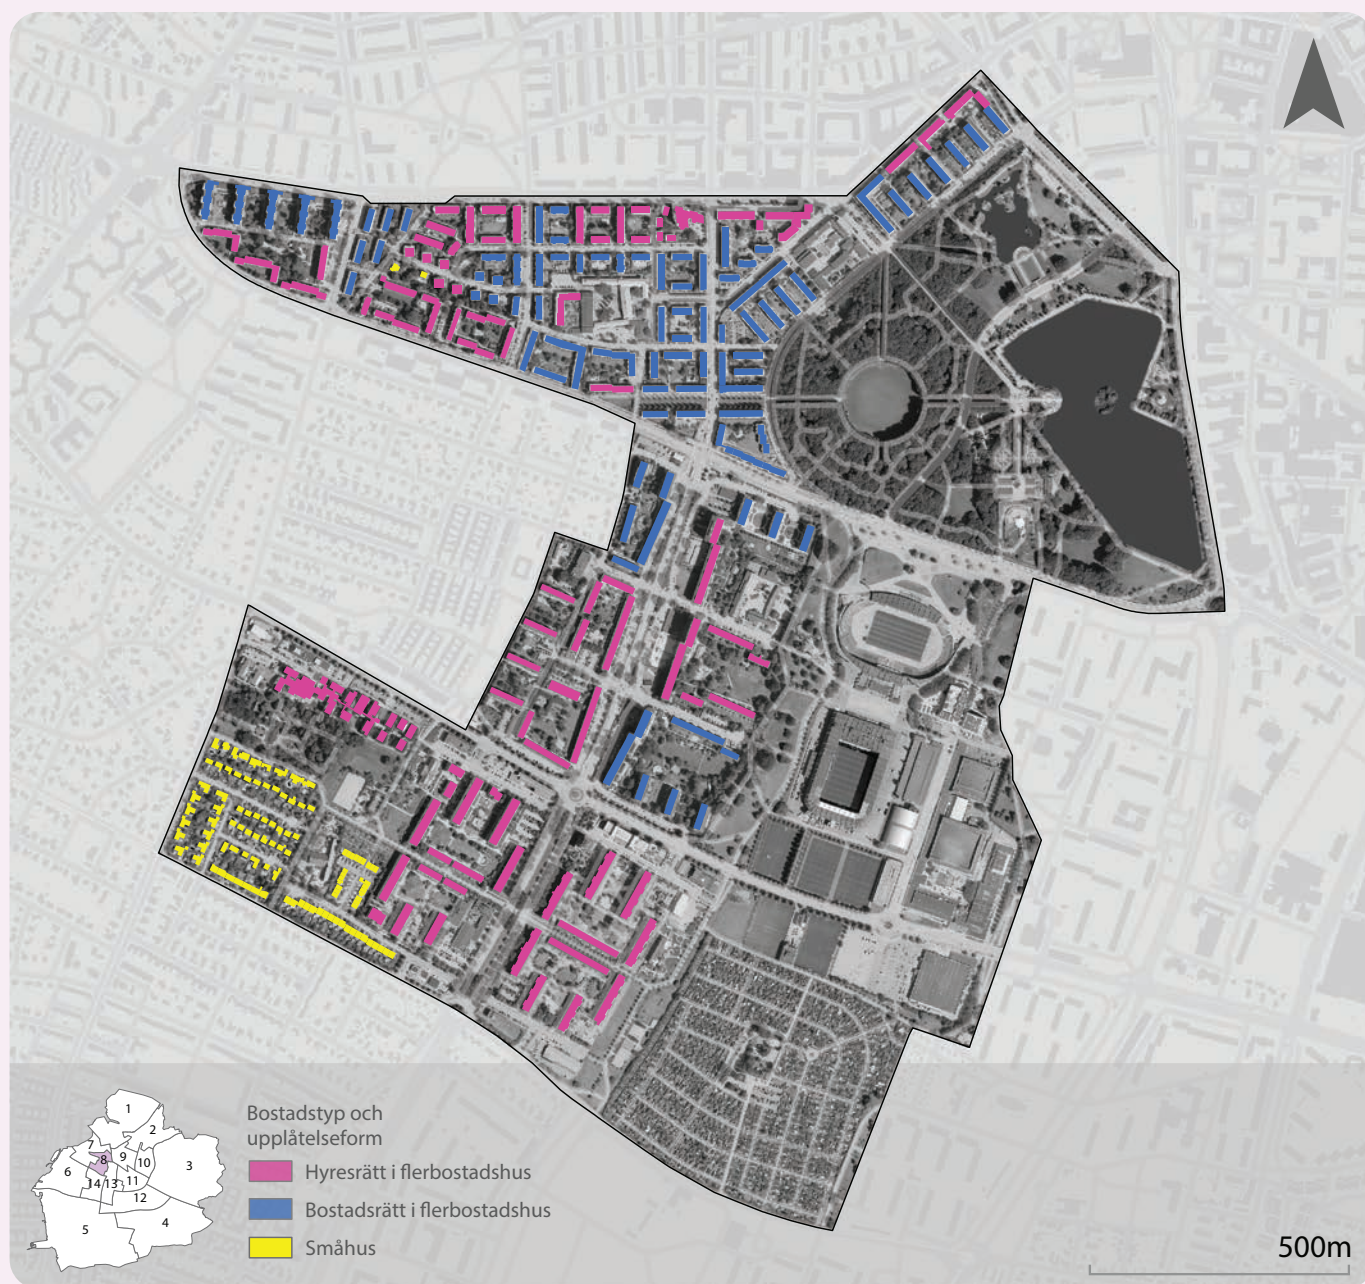 1
2
7
9
8
10
3
6
14 13 11
12
5
4
Bostadstyp och
upplåtelseform
Hyresrätt i flerbostadshus
Bostadsrätt i flerbostadshus
Småhus
500m